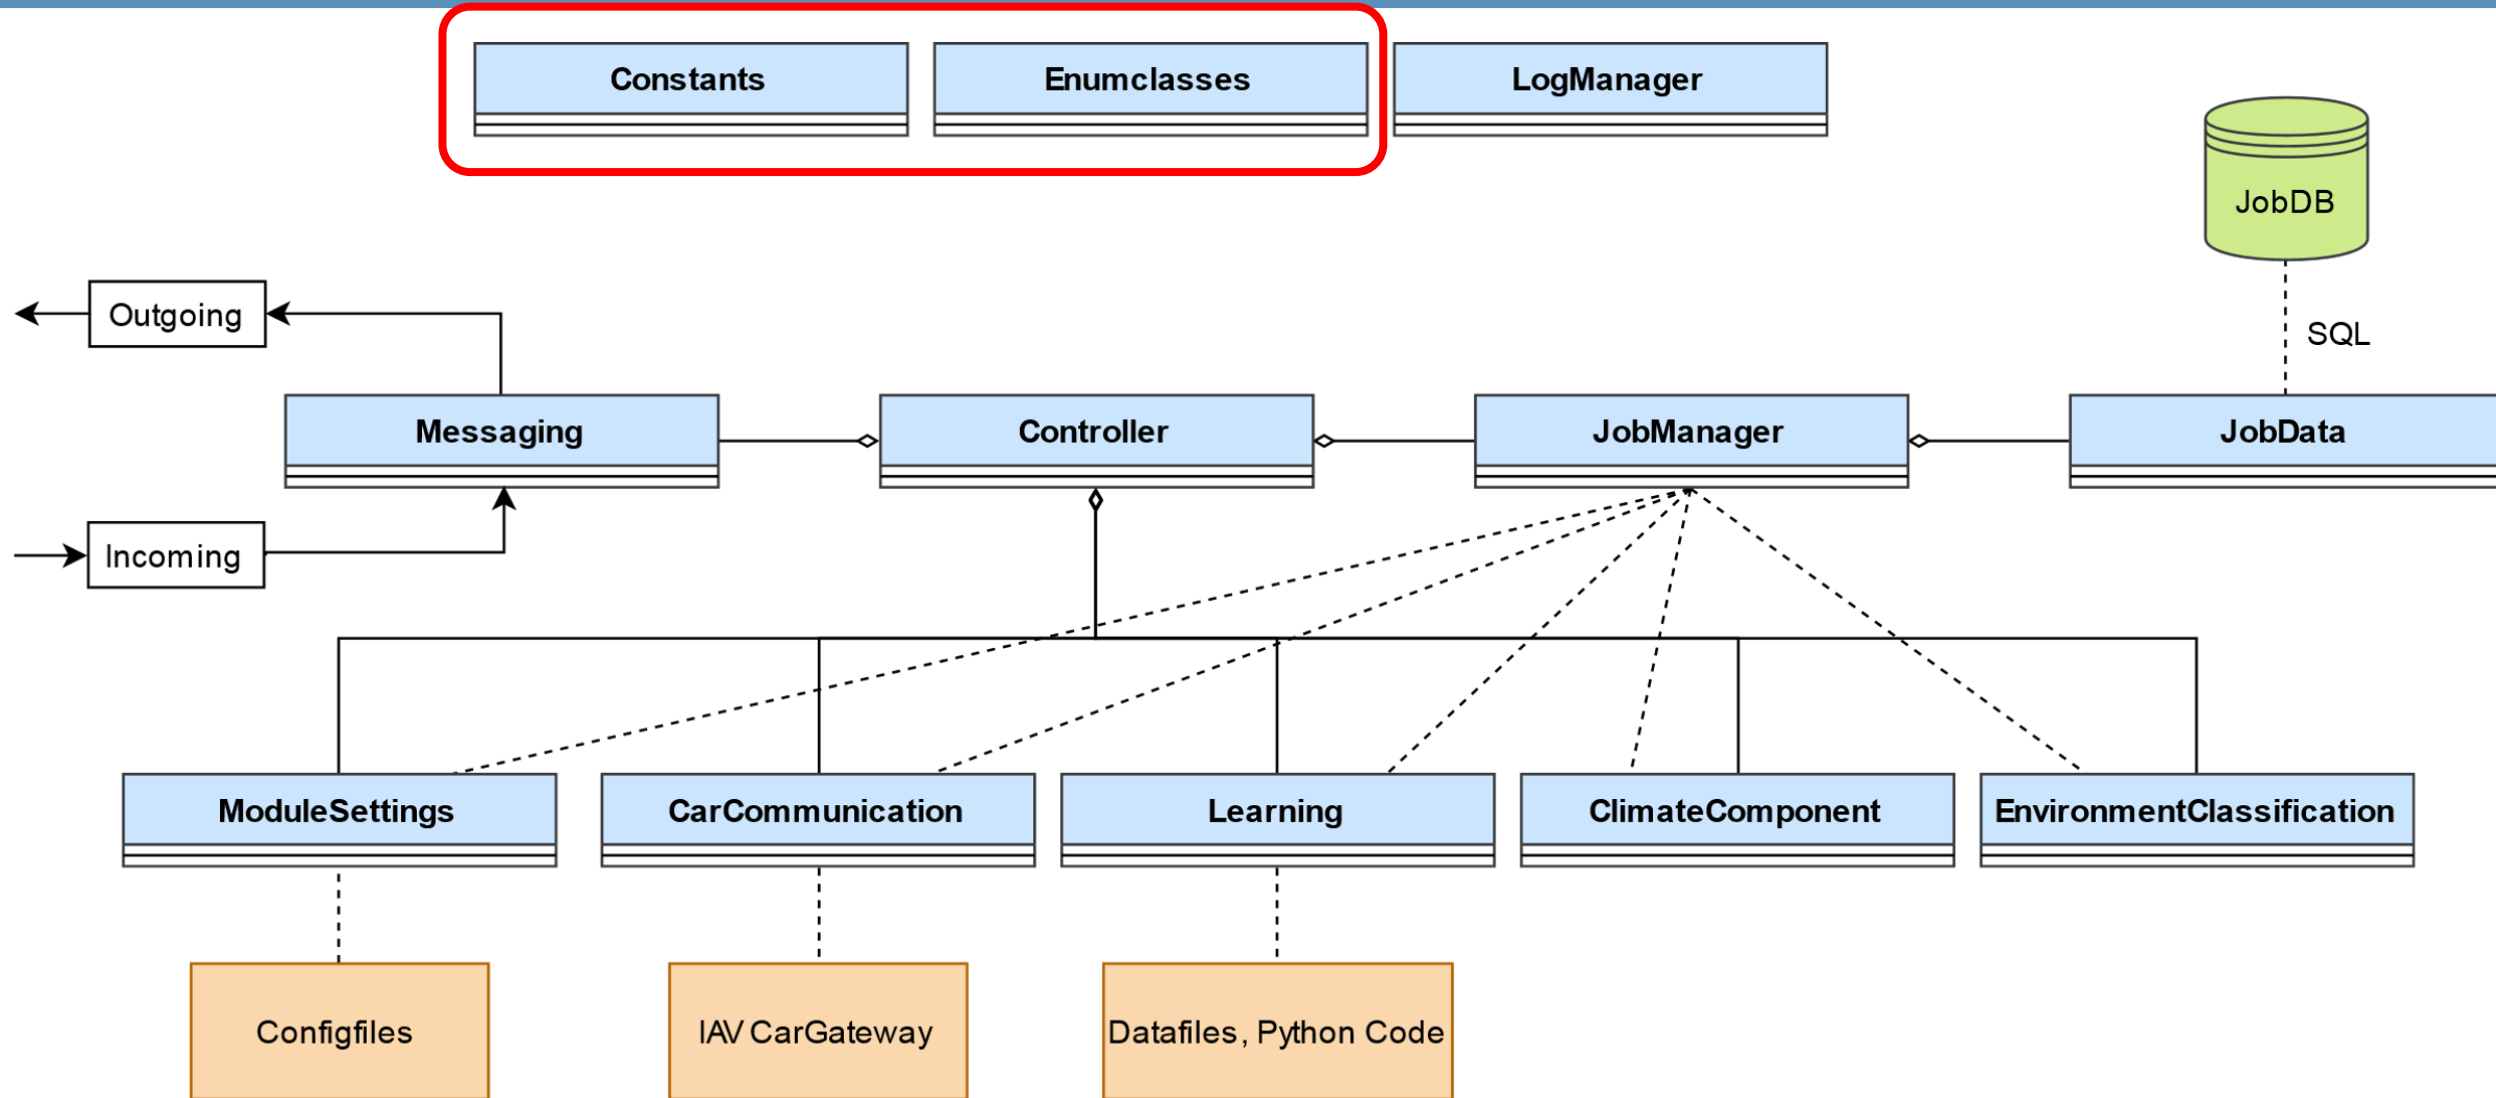 Constants
Enumclasses
LogManager
JobDB
Outgoing
SQL
Messaging
Controller
JobManager
JobData
Incoming
ModuleSettings
CarCommunication
Learning
ClimateComponent
EnvironmentClassification
Configfiles
IAV CarGateway
Datafiles, Python Code